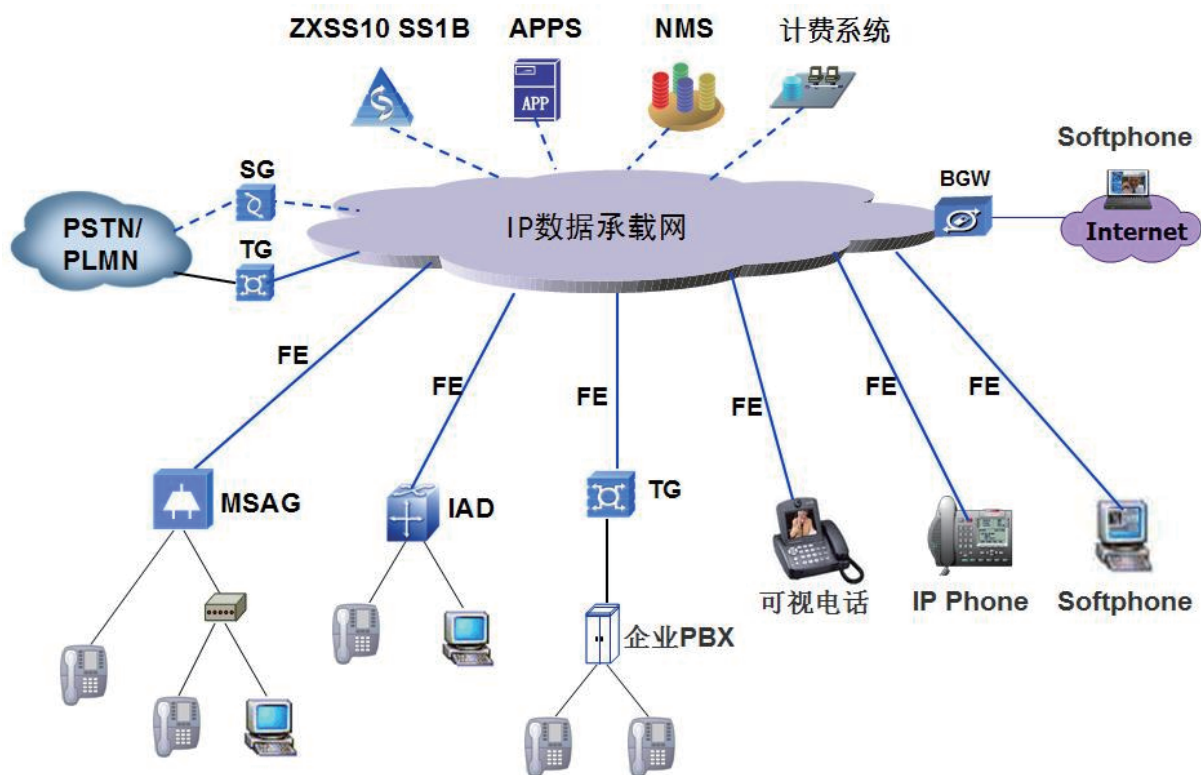 ZXSS10 SS1B
APPS
NMS
计费系统
APP
Softphone
SG
BGW
PSTN/
PLMN
IP数据承载网
Internet
TG
FE
FE
FE
FE
FE
FE
MSAG
IAD
TG
可视电话
IP Phone
Softphone
企业PBX